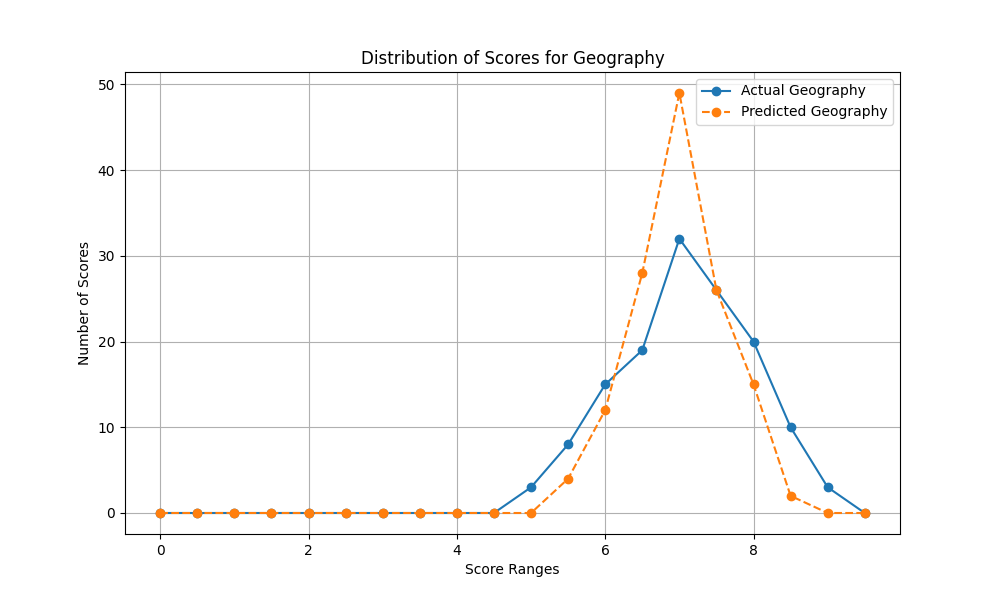 Distribution of Scores for Geography
Actual Geography
Predicted Geography
50
40
30
20
10
0
Number of Scores
0 2 4 6 8
Score Ranges